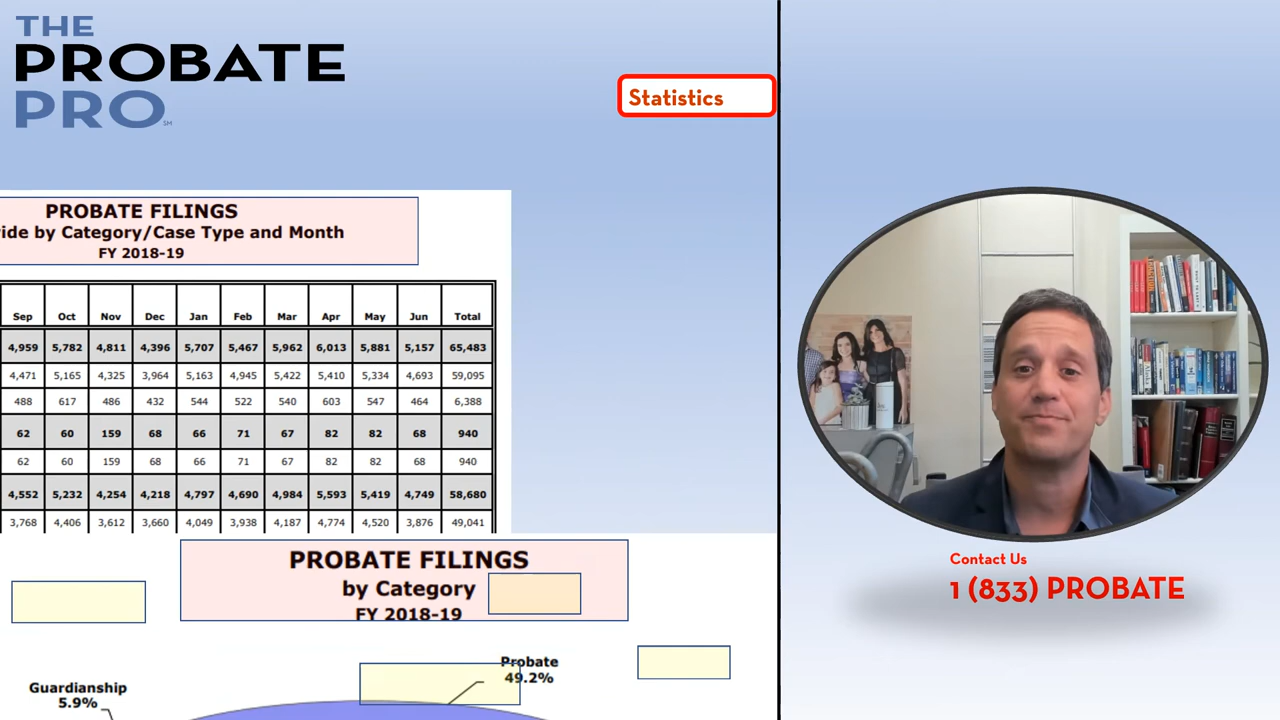 THE
PROBATE
PRO
SM
Statistics
PROBATE FILINGS
ide by Category/Case Type and Month
FY 2018-19
Sep Oct Nov Dec Jan Feb Mar Apr May Jun Total
4,959 5,782 4,811 4,396 5,707 5,467 5,962 6,013 5,881 5,157 65,483
4,471 5,165 4,325 3,964 5,163 4,945 5,422 5,410 5,334 4,693 59,095
488 617 486 432 544 522 540 603 547 464 6,388
62 60 159 68 66 71 67 82 82 68 940
62 60 159 68 66 71 67 82 82 68 940
4,552 5,232 4,254 4,218 4,797 4,690 4,984 5,593 5,419 4,749 58,680
3,768 4,406 3,612 3,660 4,049 3,938 4,187 4,774 4,520 3,876 49,041
PROBATE FILINGS
by Category
FY 2018-19
Probate
49.2%
Guardianship
5.9%
Contact Us
1 (833) PROBATE